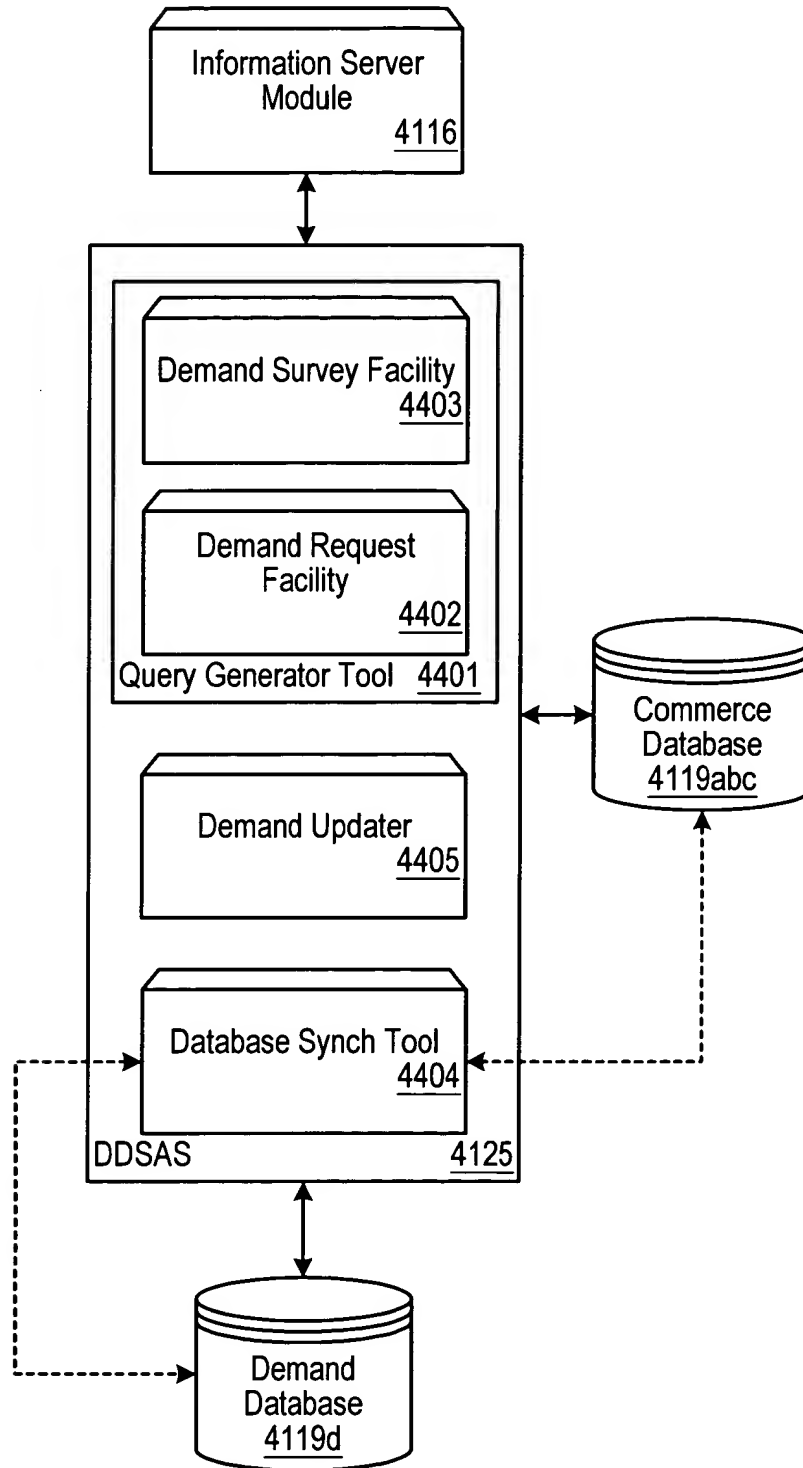 Information Server
Module
4116
Demand Survey Facility
4403
Demand Request
Facility
4402
Query Generator Tool 4401
Commerce
Database
4119abc
Demand Updater
4405
Database Synch Tool
4404
DDSAS 4125
Demand
Database
4119d